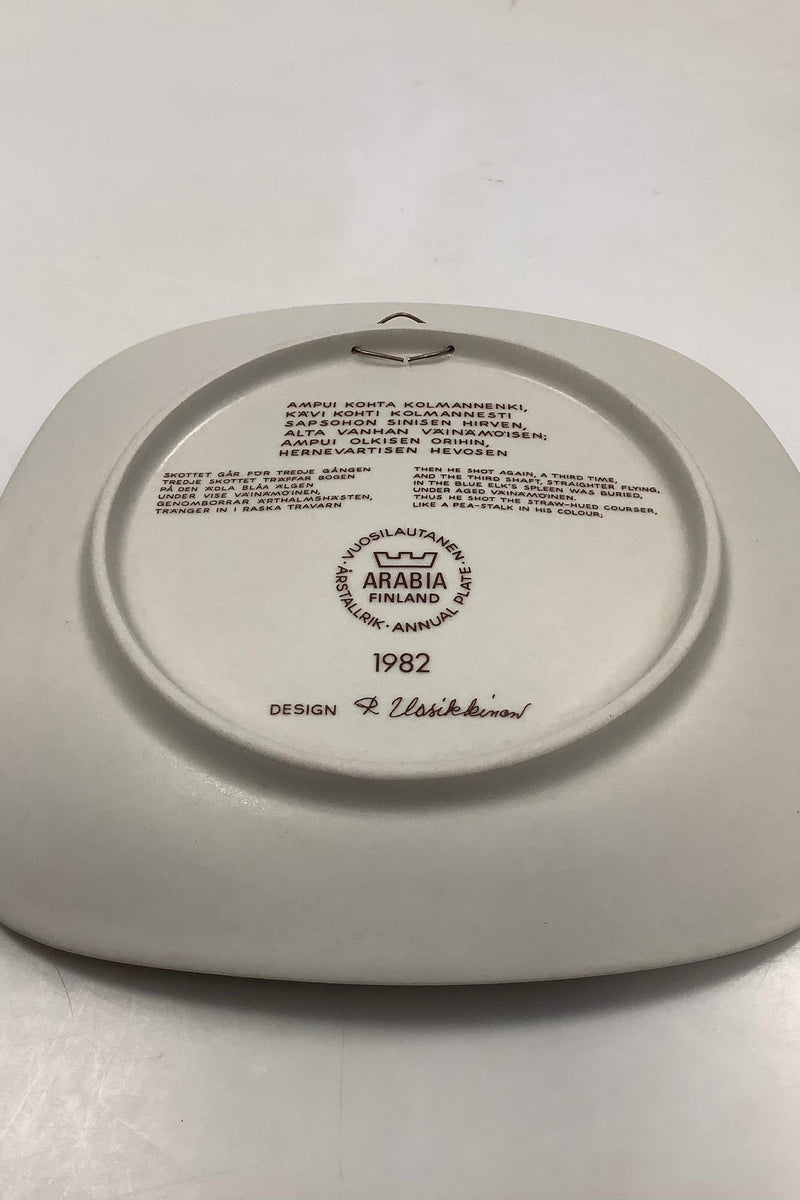 AMPUI KOHTA KOLMANNENKI,
KÄVI KOHTI KOLMANNESTI
SAPSOHON SINISEN HIRVEN,
ALTA VANHAN VÄINÄMÖISEN;
AMPUI OLKISEN ORIHIN,
HERNEVARTISEN HEVOSEN
SKOTTET GÅR FÖR TREDJE GÅNGEN
TREDJE SKOTTET TRÄFFAR BOGEN
PÅ DEN ÄDLA BLÅA ÄLGEN
UNDER VISE VÄINÄMÖINEN,
GENOMBORRAR ÄRTHALMSHÄSTEN,
TRÄNGER IN I RASKA TRAVARN
THEN HE SHOT AGAIN, A THIRD TIME,
AND THE THIRD SHAFT, STRAIGHTER FLYING,
IN THE BLUE ELK'S SPLEEN WAS BURIED,
UNDER AGED VÄINÄMÖINEN.
THUS HE SHOT THE STRAW-HUED COURSER,
LIKE A PEA-STALK IN HIS COLOUR;
·VUOSILAUTANEN·
ARABIA
FINLAND
ÅRSTALLRIK·ANNUAL PLATE
1982
DESIGN R Uosikkinen